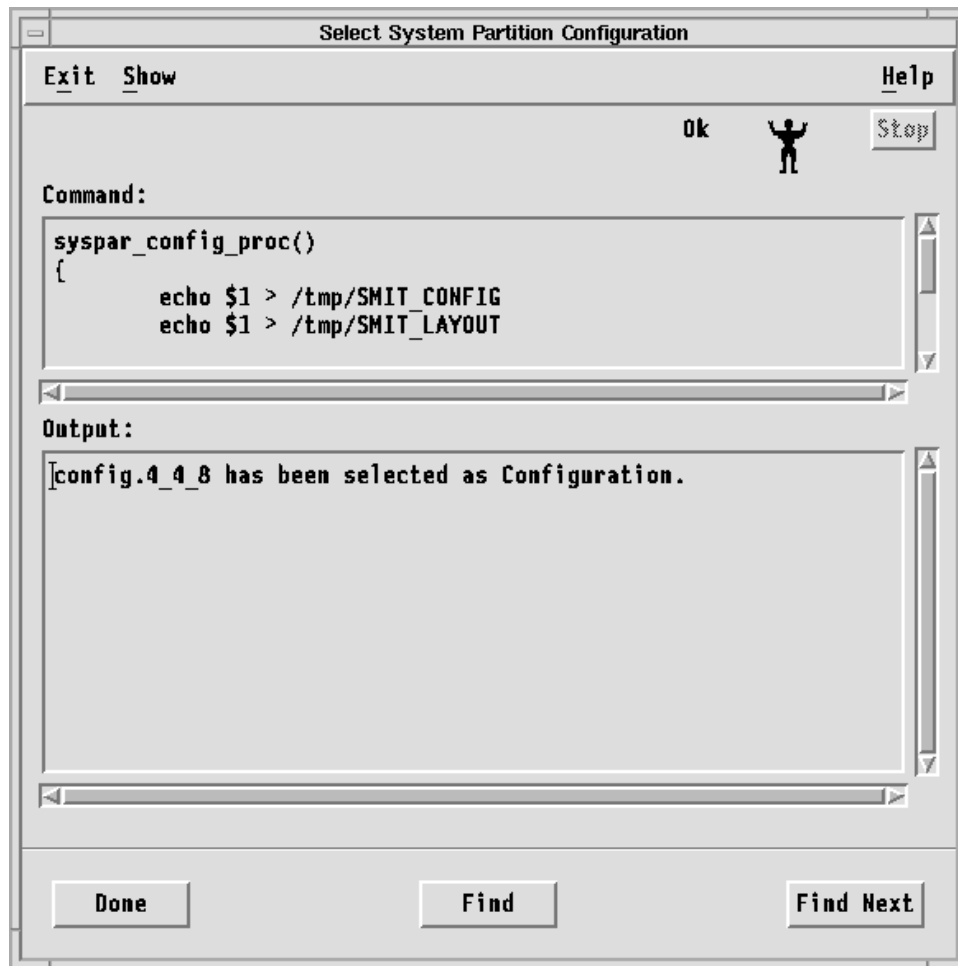 Select System Partition Configuration
Exit Show Help
Ok Stop
Command:
syspar_config_proc()
{
echo $1 > /tmp/SMIT_CONFIG
echo $1 > /tmp/SMIT_LAYOUT
Output:
config.4_4_8 has been selected as Configuration.
Done Find Find Next